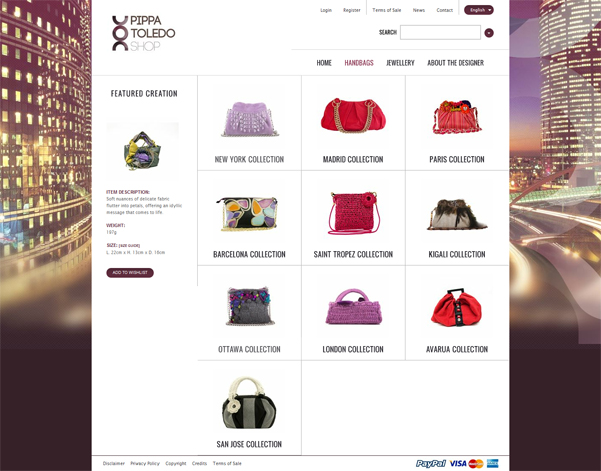 PIPPA
TOLEDO
SHOP
Login Register Terms of Sale News Contact English
SEARCH
HOME HANDBAGS JEWELLERY ABOUT THE DESIGNER
FEATURED CREATION
ITEM DESCRIPTION:
Soft nuances of delicate fabric
flutter into petals, offering an idyllic
message that comes to life
WEIGHT:
197g
SIZE: [SIZE GUIDE]
L. 22cm x H. 13cm x D. 10cm
ADD TO WISHLIST
NEW YORK COLLECTION MADRID COLLECTION PARIS COLLECTION
BARCELONA COLLECTION SAINT TROPEZ COLLECTION KIGALI COLLECTION
OTTAWA COLLECTION LONDON COLLECTION AVARUA COLLECTION
SAN JOSE COLLECTION
Disclaimer Privacy Policy Copyright Credits Terms of Sale PayPal VISA